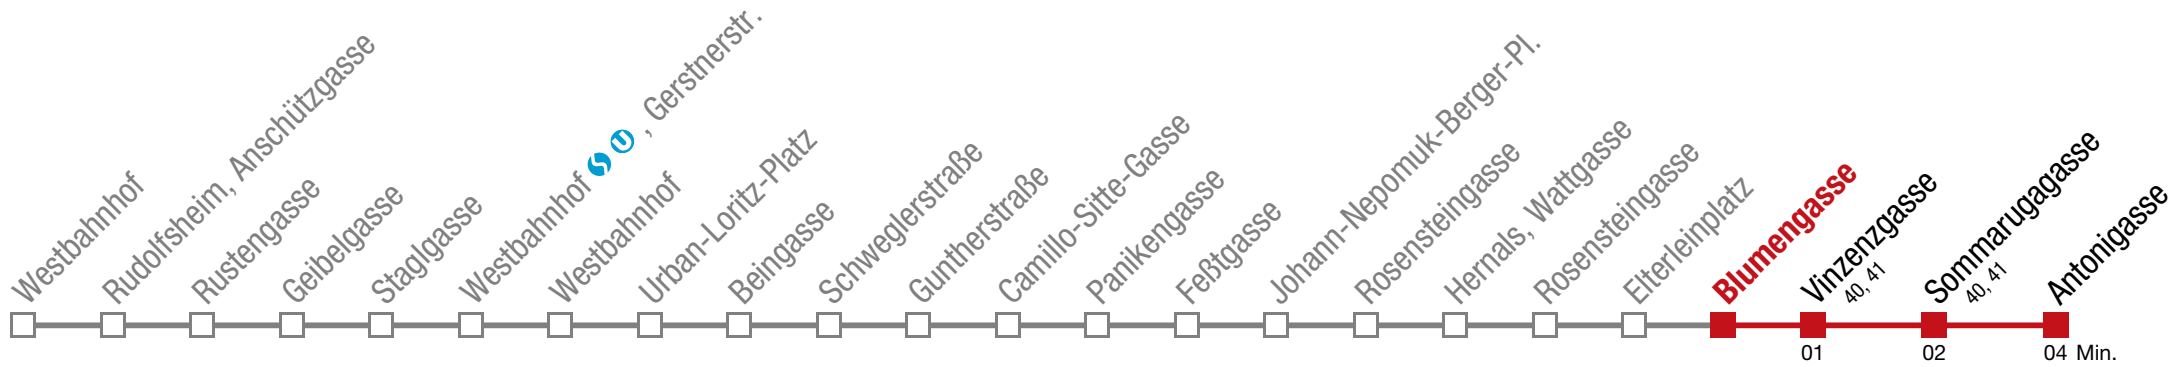 Westbahnhof
Rudolfsheim, Anschützgasse
Rustengasse
Geibelgasse
Staglgasse
Westbahnhof S U , Gerstnerstr.
Westbahnhof
Urban-Loritz-Platz
Beingasse
Schweglerstraße
Guntherstraße
Camillo-Sitte-Gasse
Panikengasse
Feßtgasse
Johann-Nepomuk-Berger-Pl.
Rosensteingasse
Hernals, Wattgasse
Rosensteingasse
Elterleinplatz
Blumengasse
Vinzenzgasse
40, 41
Sommarugagasse
40, 41
Antonigasse
01 02 04 Min.